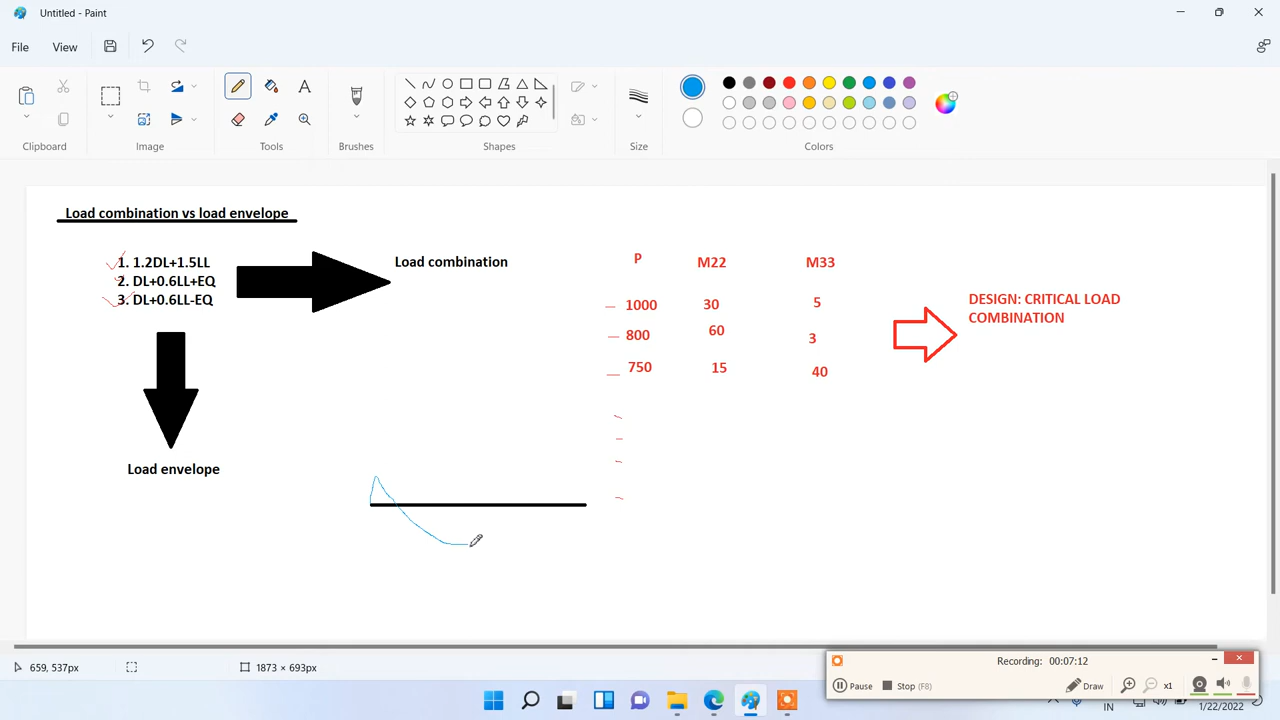 Untitled - Paint
File
View
Clipboard
Image
Tools
Brushes
Shapes
Size
Colors
Load combination vs load envelope
1. 1.2DL+1.5LL
2. DL+0.6LL+EQ
3. DL+0.6LL-EQ
Load combination
P M22 M33
1000 30 5
800 60 3
750 15 40
DESIGN: CRITICAL LOAD
COMBINATION
Load envelope
659, 537px
1873 × 693px
Recording: 00:07:12
Pause
Stop (F8)
Draw
x1
IN
1/22/2022